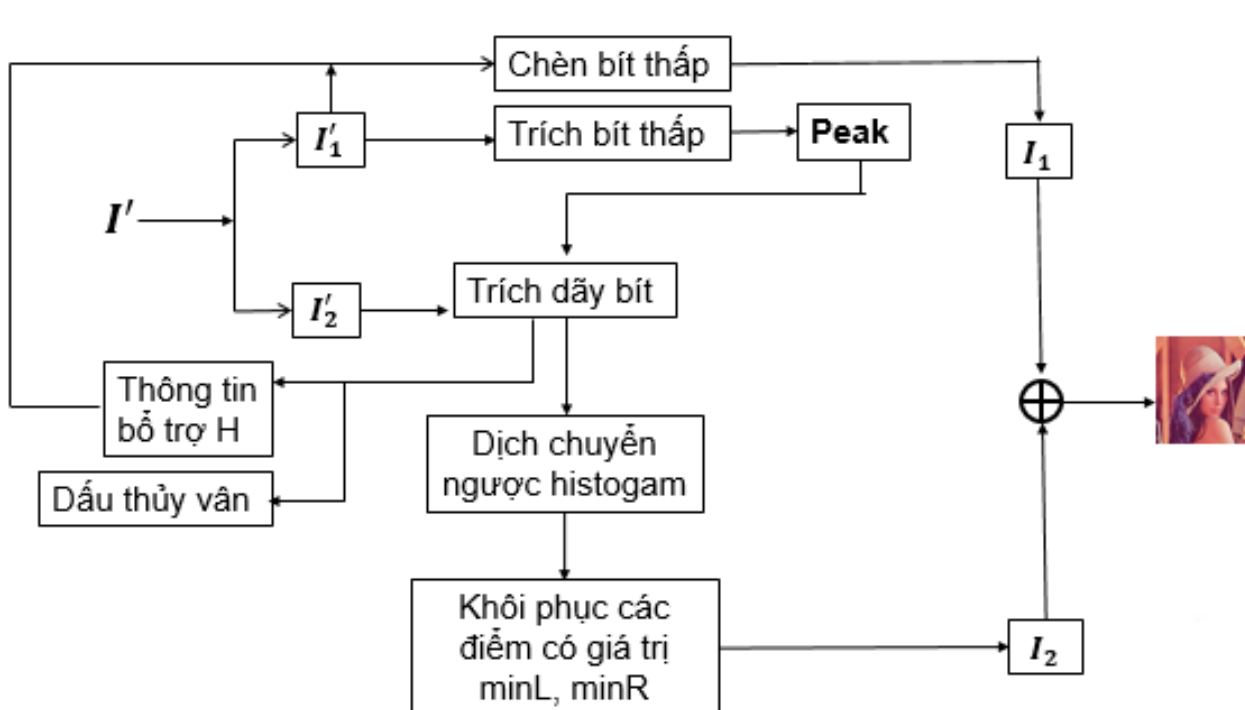 Chèn bít thấp
I′₁
Trích bít thấp
Peak
I₁
I′
Trích dãy bít
I′₂
Thông tin
bổ trợ H
Dịch chuyển
ngược histogam
Dấu thủy vân
Khôi phục các
điểm có giá trị
minL, minR
I₂